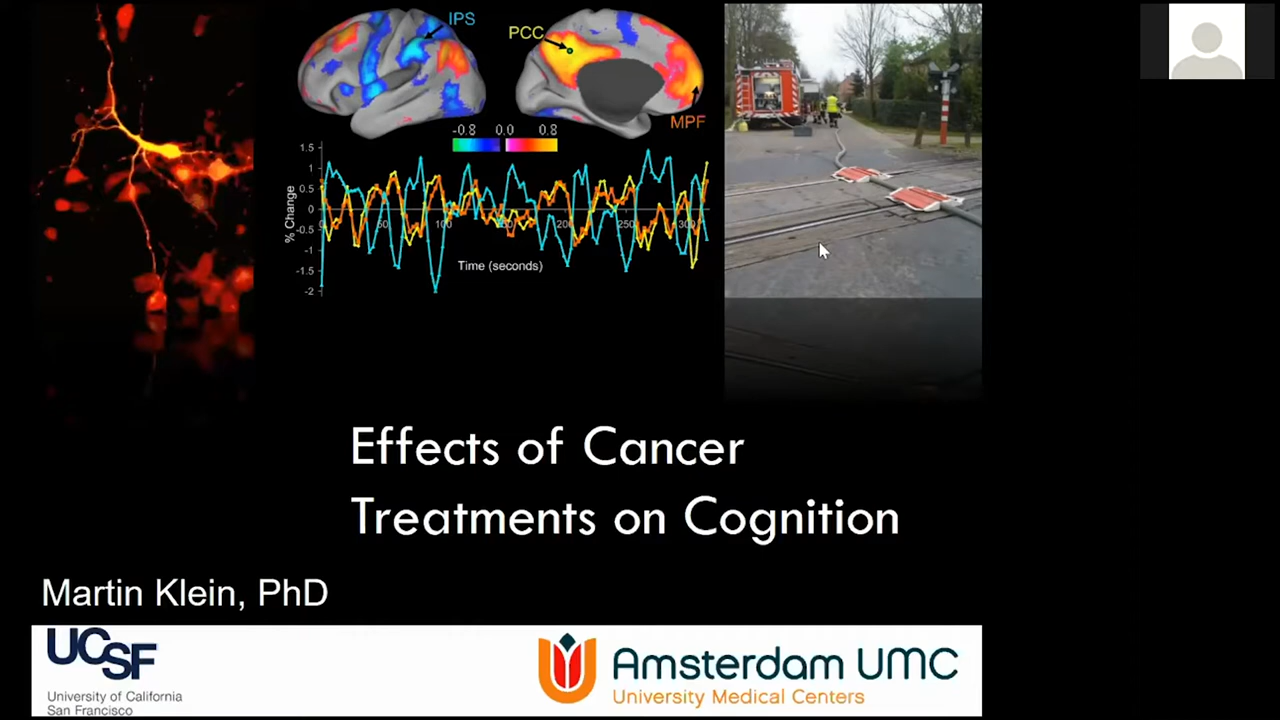 IPS
PCC
MPF
-0.8 0.0 0.8
1.5
1
0.5
0
-0.5
-1
-1.5
-2
% Change
Time (seconds)
Effects of Cancer
Treatments on Cognition
Martin Klein, PhD
UCSF
University of California
San Francisco
Amsterdam UMC
University Medical Centers